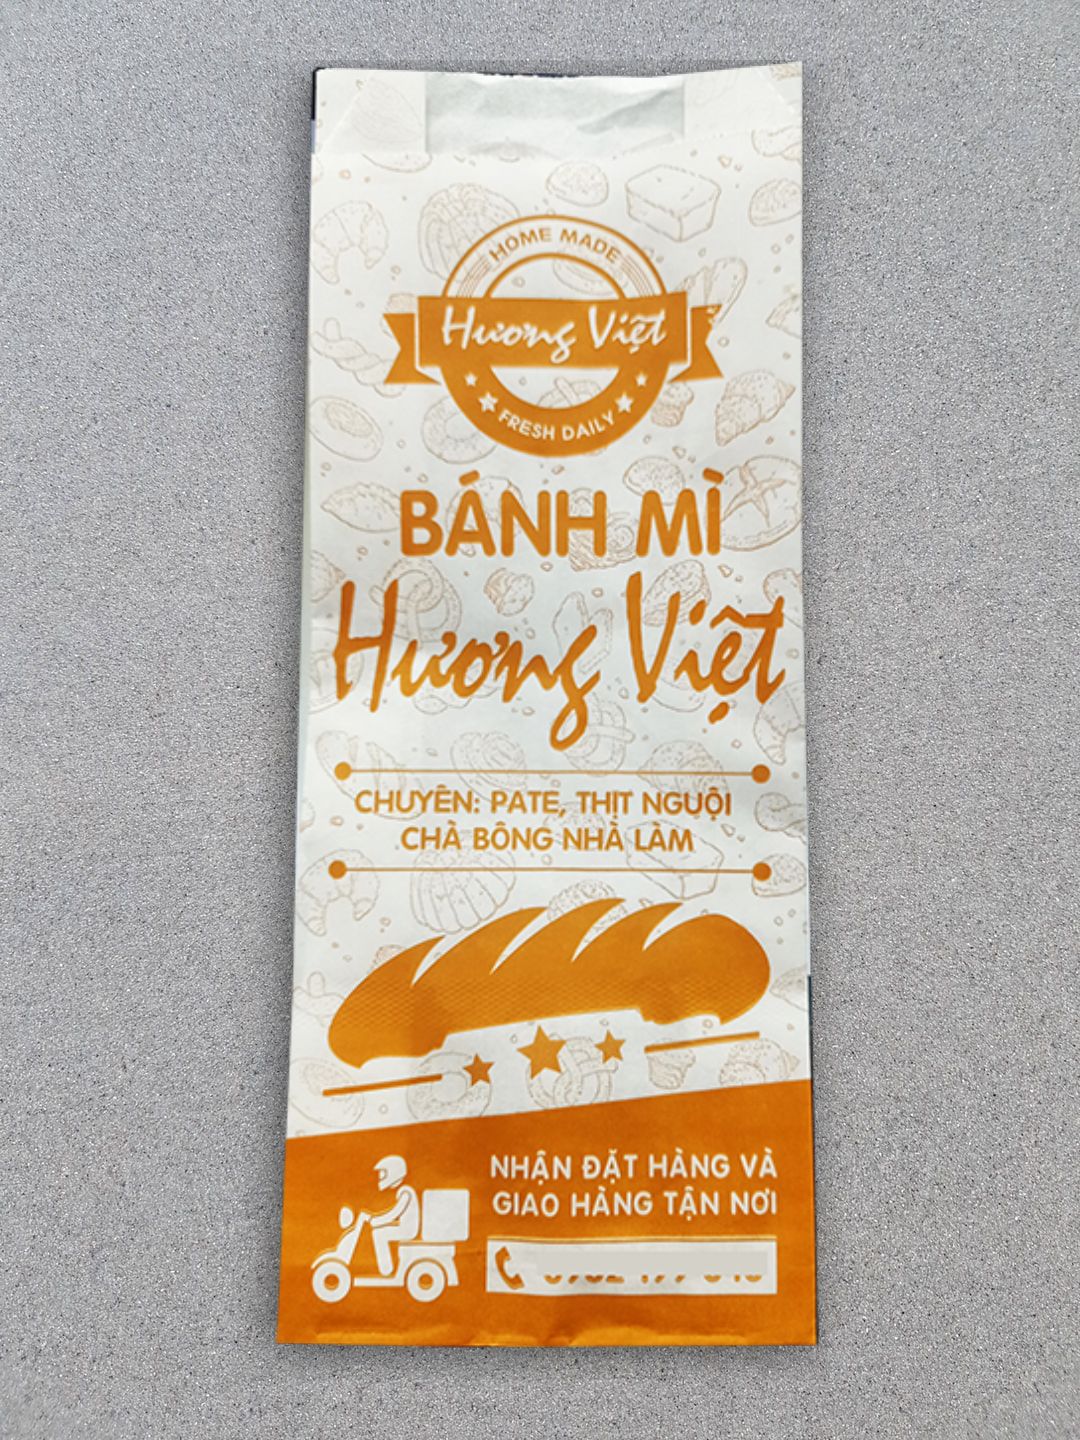 HOME MADE
Hương Việt
FRESH DAILY
BÁNH MÌ
Hương Việt
CHUYÊN: PATE, THỊT NGUỘI
CHÀ BÔNG NHÀ LÀM
NHẬN ĐẶT HÀNG VÀ
GIAO HÀNG TẬN NƠI